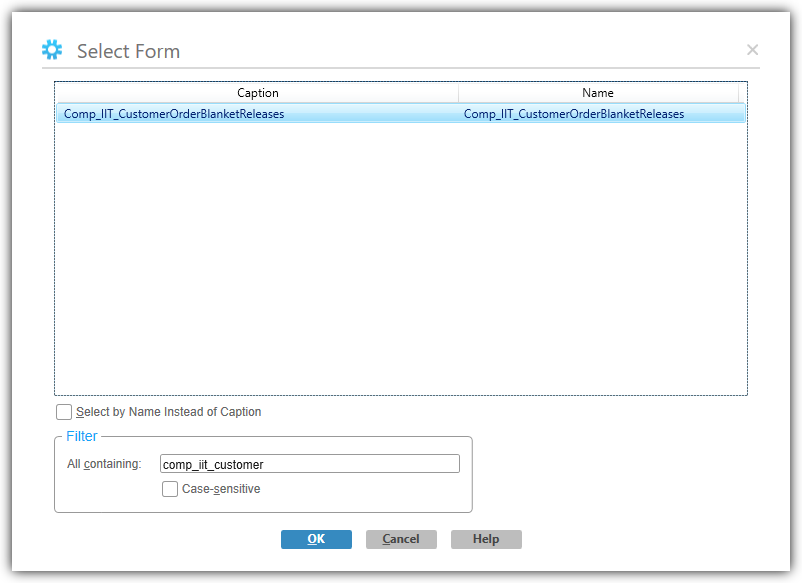 Select Form
Caption Name
Comp_IIT_CustomerOrderBlanketReleases Comp_IIT_CustomerOrderBlanketReleases
Select by Name Instead of Caption
Filter
All containing: comp_iit_customer
Case-sensitive
OK Cancel Help